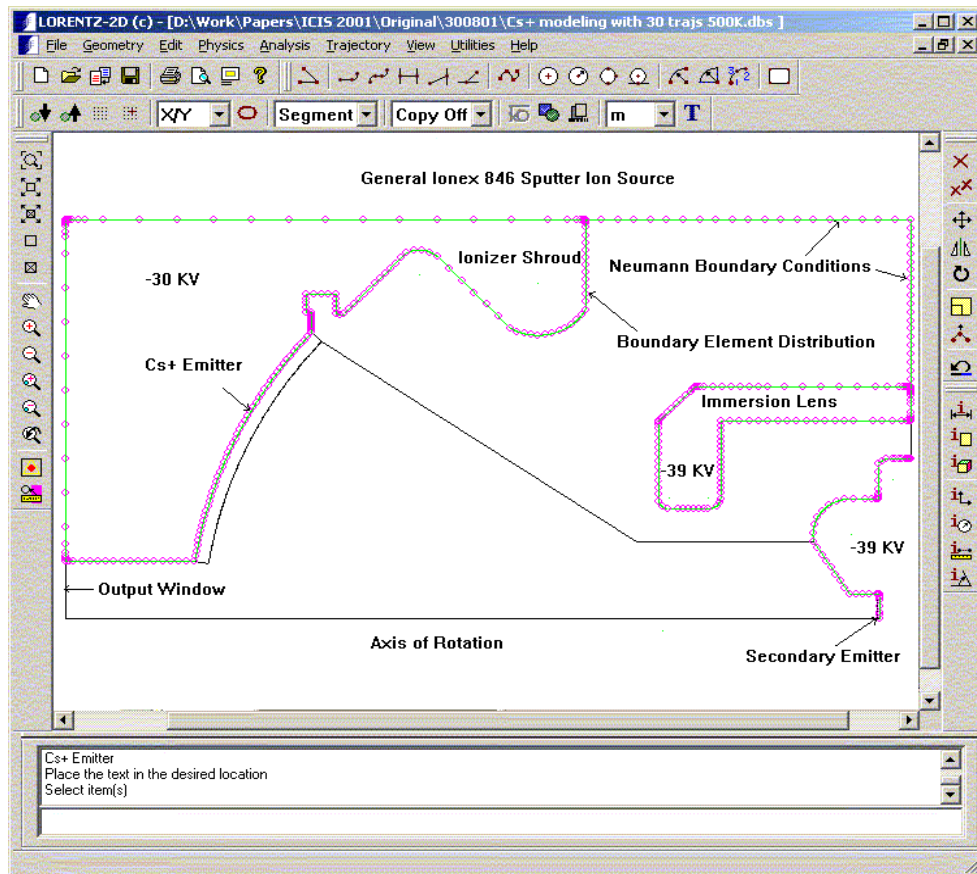 LORENTZ-2D (c) - [D:\Work\Papers\ICIS 2001\Original\300801\Cs+ modeling with 30 trajs 500K.dbs ]
File Geometry Edit Physics Analysis Trajectory View Utilities Help
X/Y Segment Copy Off m T
General Ionex 846 Sputter Ion Source
Ionizer Shroud
Neumann Boundary Conditions
-30 KV
Boundary Element Distribution
Cs+ Emitter
Immersion Lens
-39 KV
-39 KV
Output Window
Axis of Rotation
Secondary Emitter
Cs+ Emitter
Place the text in the desired location
Select item(s)